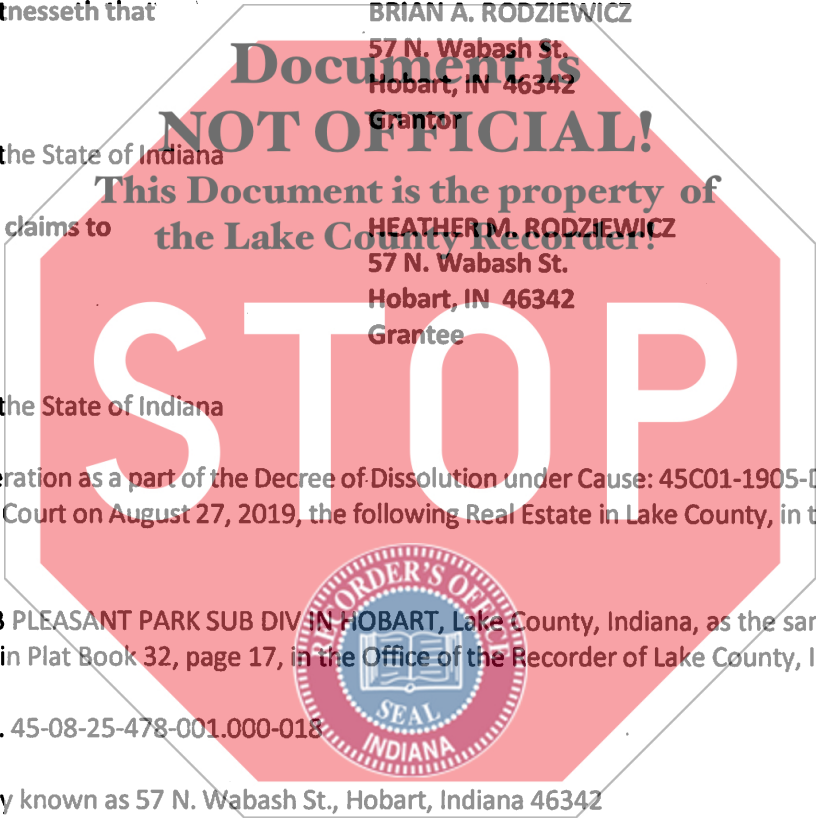 tnesseth that BRIAN A. RODZIEWICZ
57 N. Wabash St.
Document is
Hobart, IN 46342
NOT OFFICIAL!
Grantor
the State of Indiana
This Document is the property of
claims to HEATHER M. RODZIEWICZ
the Lake County Recorder!
57 N. Wabash St.
Hobart, IN 46342
Grantee
STOP
the State of Indiana
eration as a part of the Decree of Dissolution under Cause: 45C01-1905-D
Court on August 27, 2019, the following Real Estate in Lake County, in t
PLEASANT PARK SUB DIV IN HOBART, Lake County, Indiana, as the sam
in Plat Book 32, page 17, in the Office of the Recorder of Lake County, I
RECORDER'S OFFICE
SEAL
INDIANA
. 45-08-25-478-001.000-018
y known as 57 N. Wabash St., Hobart, Indiana 46342